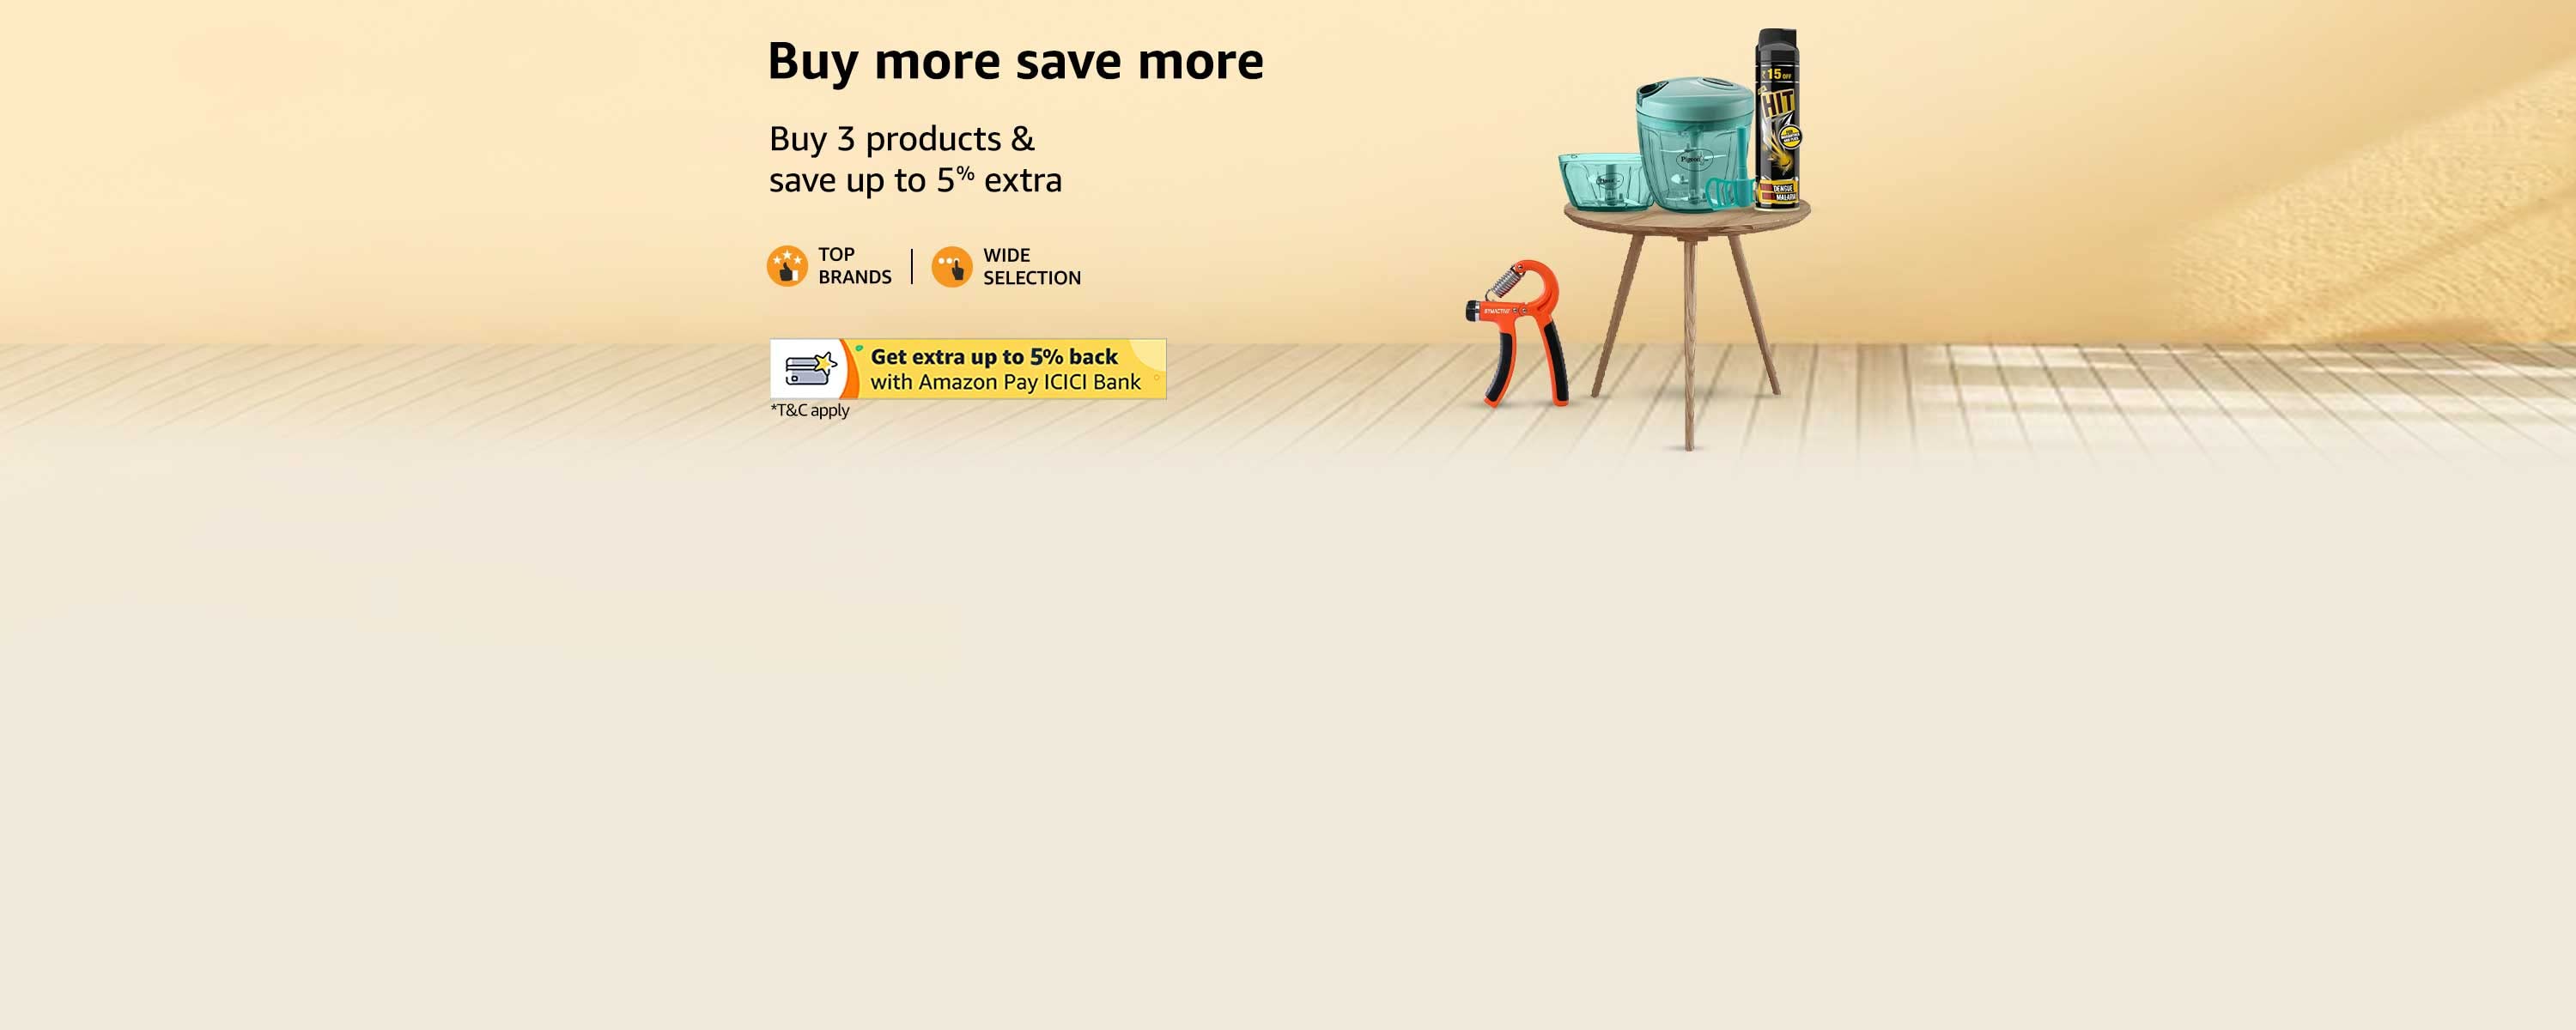 Buy more save more
Buy 3 products &
save up to 5% extra
TOP
BRANDS
WIDE
SELECTION
Get extra up to 5% back
with Amazon Pay ICICI Bank
*T&C apply
15 OFF
HIT
DENGUE
MALARIA
Pigeon